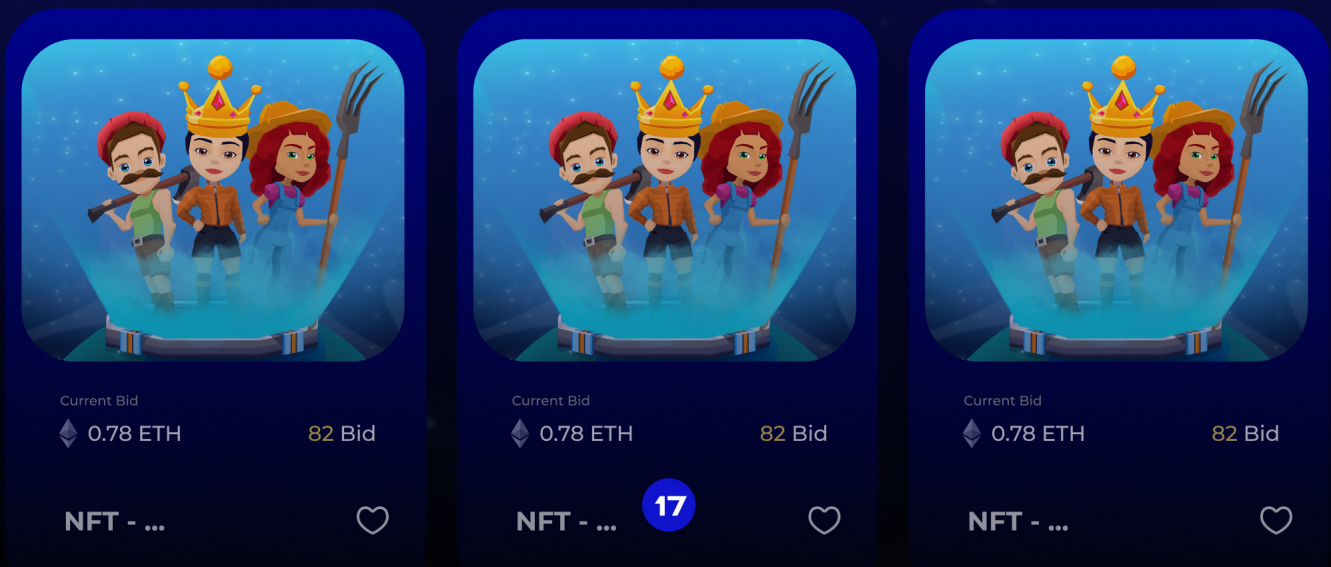 Current Bid
0.78 ETH 82 Bid
NFT - ...
Current Bid
0.78 ETH 82 Bid
NFT - ... 17
Current Bid
0.78 ETH 82 Bid
NFT - ...